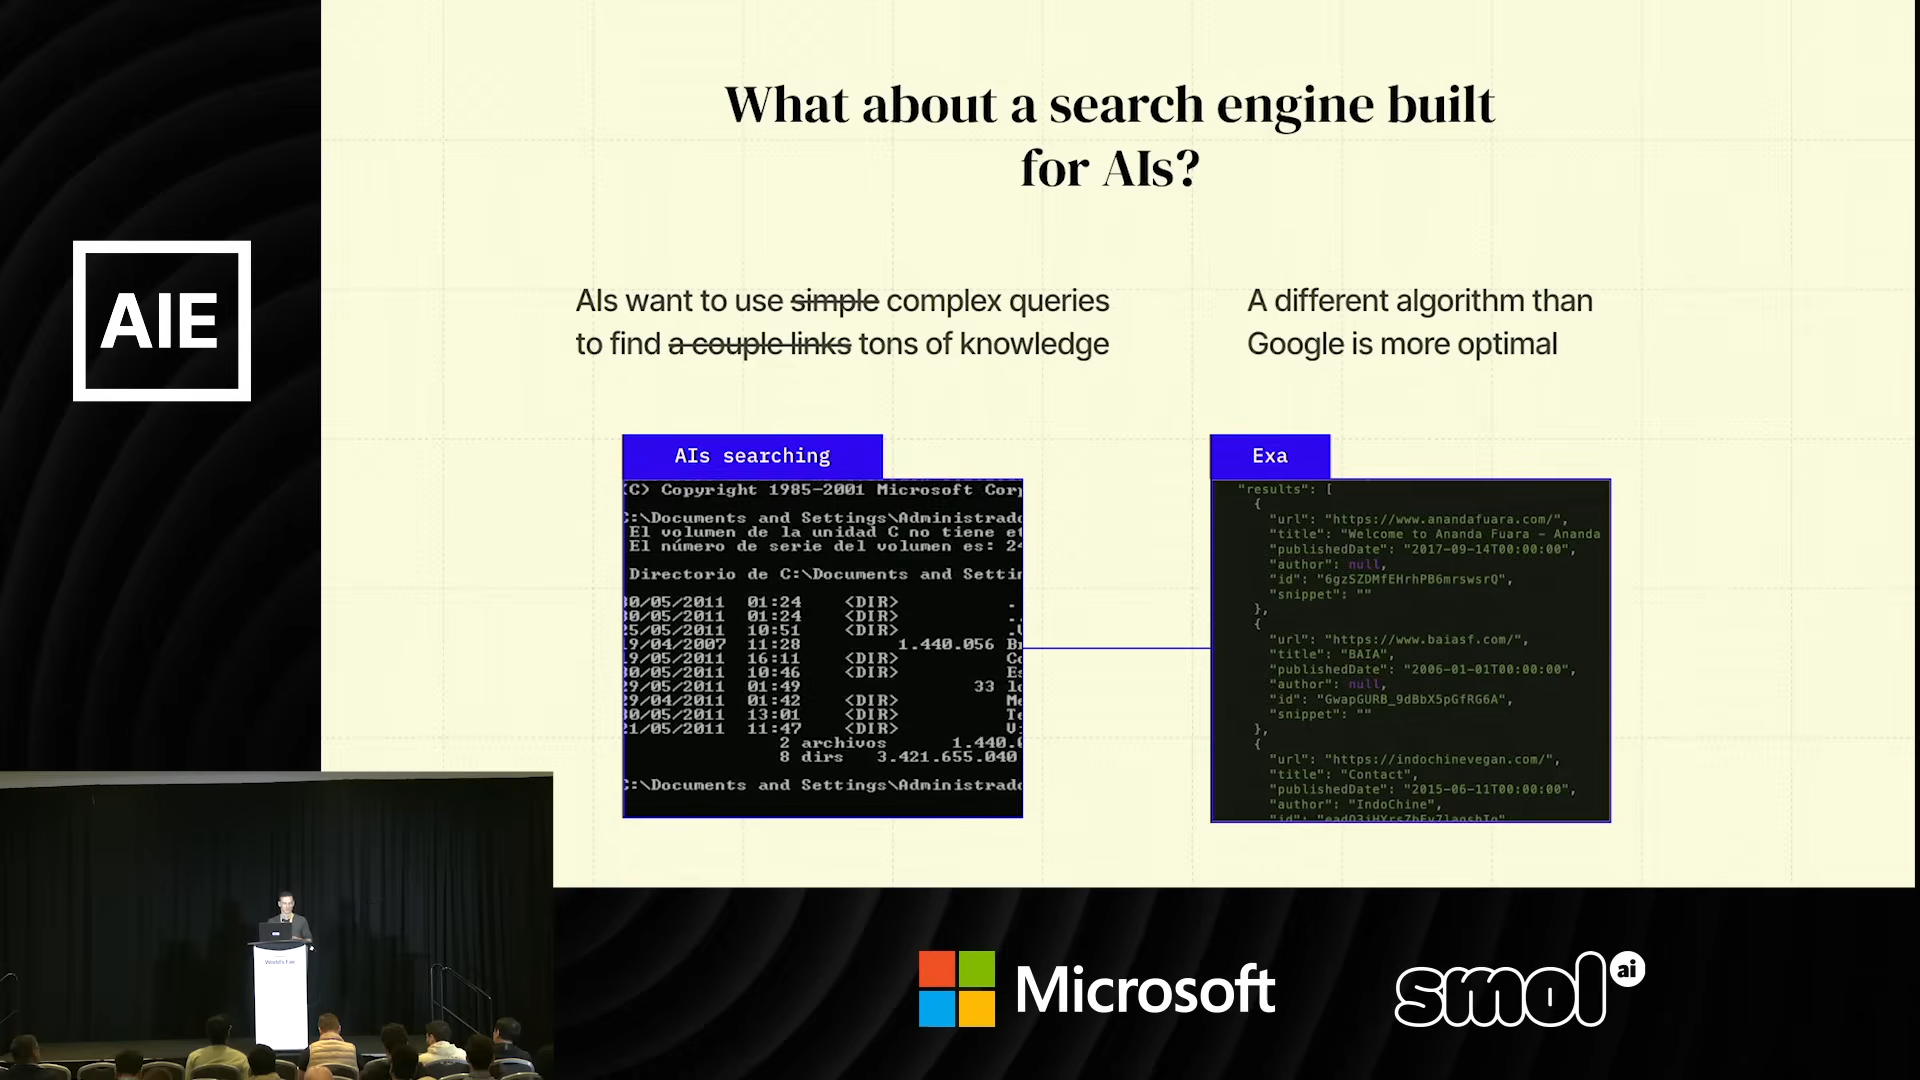 What about a search engine built
for AIs?
AIE
AIs want to use simple complex queries
to find a couple links tons of knowledge
A different algorithm than
Google is more optimal
AIs searching
(C) Copyright 1985-2001 Microsoft Corp
C:\Documents and Settings\Administrado
El volumen de la unidad C no tiene et
El número de serie del volumen es: 24
Directorio de C:\Documents and Settin
30/05/2011 01:24 <DIR> .
30/05/2011 01:24 <DIR> ..
25/05/2011 10:51 <DIR>
19/04/2007 11:28 1.440.056
19/05/2011 16:11 <DIR>
30/05/2011 10:46 <DIR>
29/05/2011 01:49 33
29/04/2011 01:42 <DIR>
30/05/2011 13:01 <DIR>
21/05/2011 11:47 <DIR>
2 archivos 1.440.0
8 dirs 3.421.655.040
C:\Documents and Settings\Administrado
Exa
"results": [
{
"url": "https://www.anandafuara.com/",
"title": "Welcome to Ananda Fuara - Ananda
"publishedDate": "2017-09-14T00:00:00",
"author": null,
"id": "6gzSZDMfEHrhPB6mrswsrQ",
"snippet": ""
},
{
"url": "https://www.baiasf.com/",
"title": "BAIA",
"publishedDate": "2006-01-01T00:00:00",
"author": null,
"id": "GwapGURB_9dBbX5pGfRG6A",
"snippet": ""
},
{
"url": "https://indochinevegan.com/",
"title": "Contact",
"publishedDate": "2015-06-11T00:00:00",
"author": "IndoChine",
World's Fair
Microsoft
smol ai